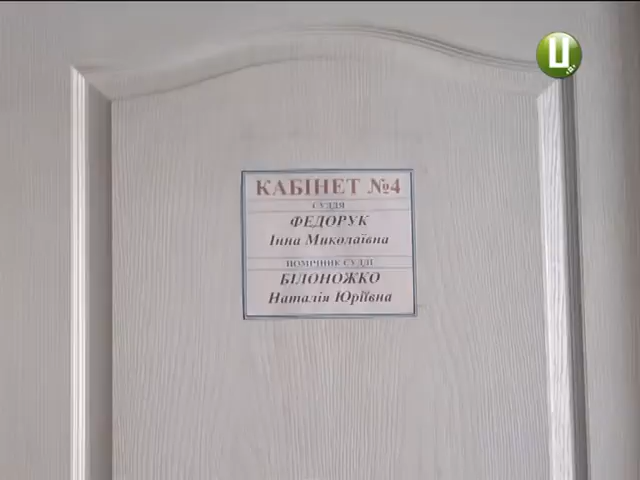 Ц
КАБІНЕТ №4
СУДДЯ
ФЕДОРУК
Інна Миколаївна
ПОМІЧНИК СУДДІ
БІЛОНОЖКО
Наталія Юріївна